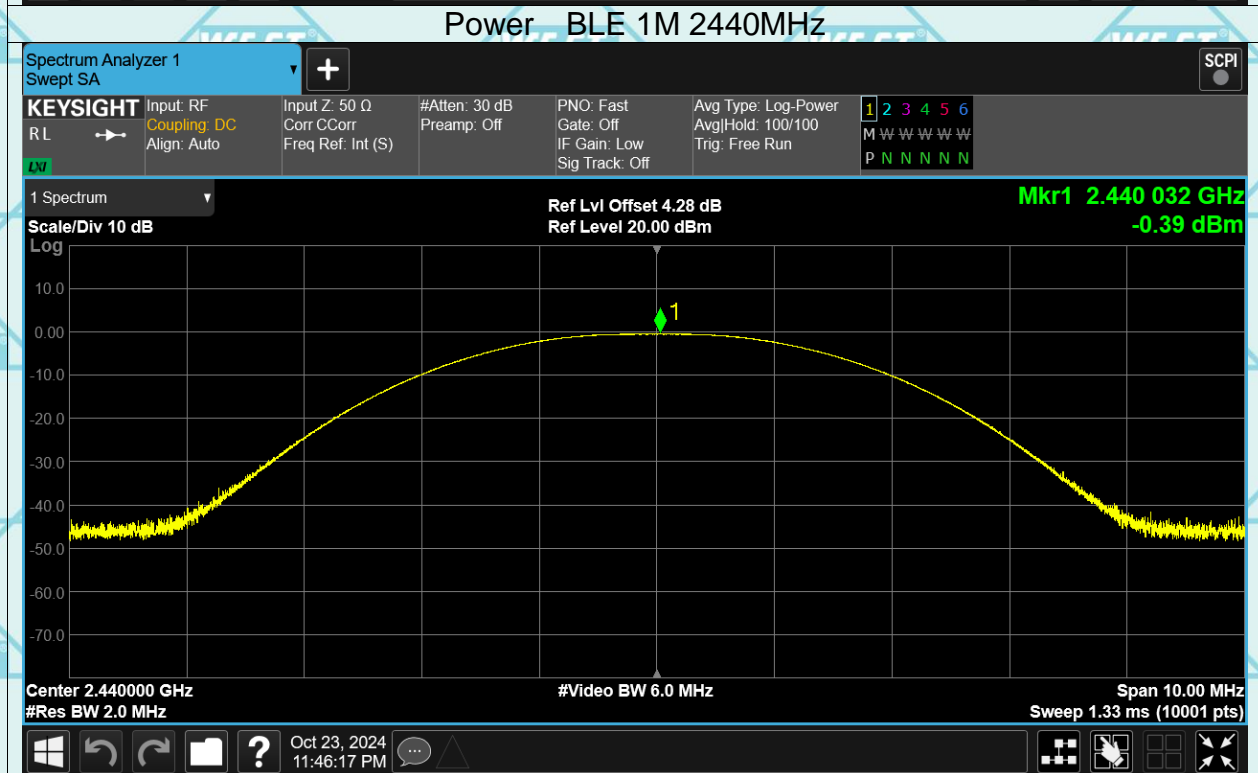 Power BLE 1M 2440MHz
Spectrum Analyzer 1
Swept SA
+
SCPI
KEYSIGHT
R L
LXI
Input: RF
Coupling: DC
Align: Auto
Input Z: 50 Ω
Corr CCorr
Freq Ref: Int (S)
#Atten: 30 dB
Preamp: Off
PNO: Fast
Gate: Off
IF Gain: Low
Sig Track: Off
Avg Type: Log-Power
Avg|Hold: 100/100
Trig: Free Run
1 2 3 4 5 6
M W W W W W
P N N N N N
1 Spectrum
Scale/Div 10 dB
Log
Ref Lvl Offset 4.28 dB
Ref Level 20.00 dBm
Mkr1 2.440 032 GHz
-0.39 dBm
1
10.0
0.00
-10.0
-20.0
-30.0
-40.0
-50.0
-60.0
-70.0
Center 2.440000 GHz
#Res BW 2.0 MHz
#Video BW 6.0 MHz
Span 10.00 MHz
Sweep 1.33 ms (10001 pts)
?
Oct 23, 2024
11:46:17 PM